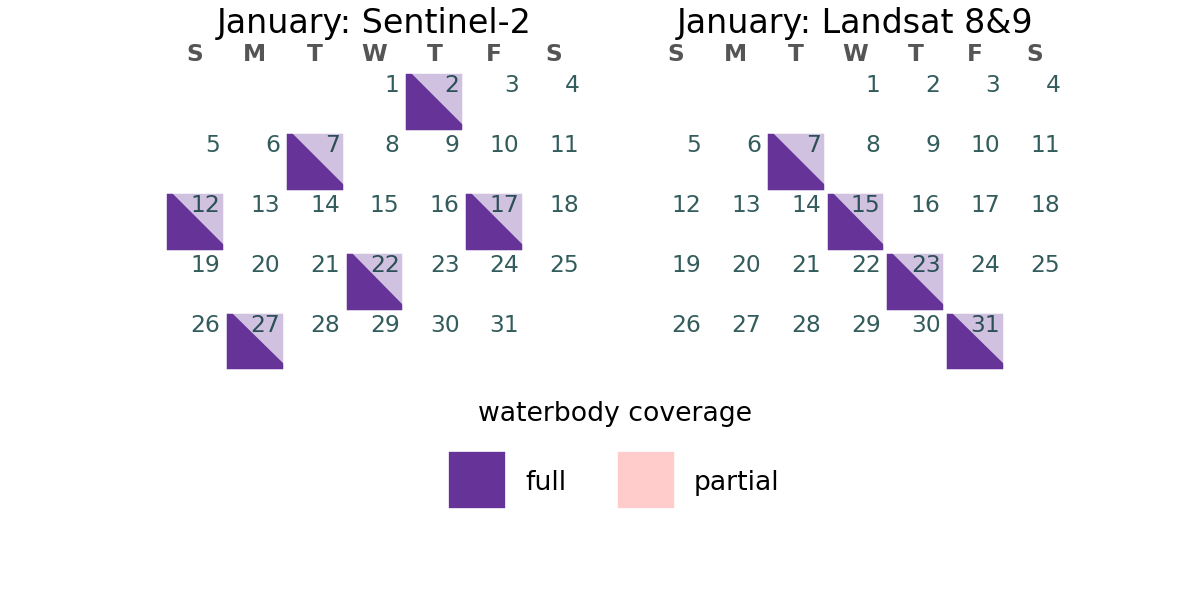 January: Sentinel-2
S M T W T F S
1 2 3 4
5 6 7 8 9 10 11
12 13 14 15 16 17 18
19 20 21 22 23 24 25
26 27 28 29 30 31
January: Landsat 8&9
S M T W T F S
1 2 3 4
5 6 7 8 9 10 11
12 13 14 15 16 17 18
19 20 21 22 23 24 25
26 27 28 29 30 31
waterbody coverage
full partial